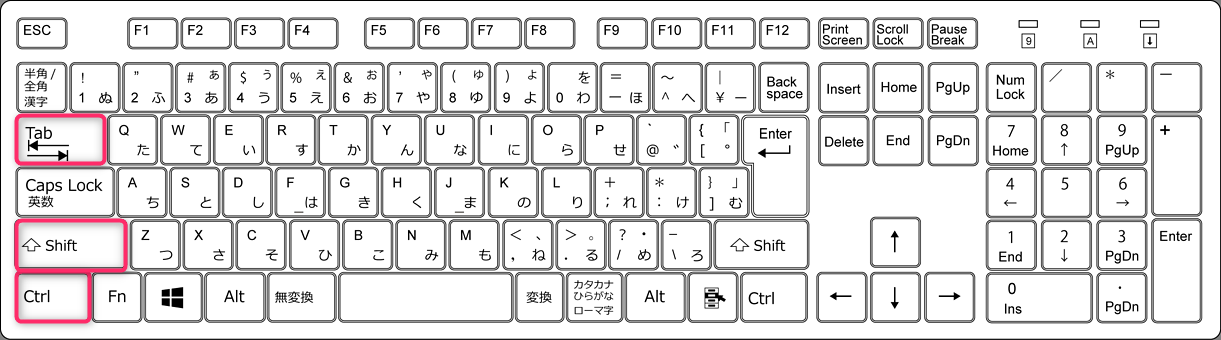 ESC F1 F2 F3 F4 F5 F6 F7 F8 F9 F10 F11 F12 Print Screen Scroll Lock Pause Break 9 A ⬇
半角/全角 漢字 ! 1 ぬ " 2 ふ # ぁ 3 あ $ ぅ 4 う % ぇ 5 え & ぉ 6 お ' ゃ 7 や ( ゅ 8 ゆ ) ょ 9 よ を 0 わ = ー ほ ～ ^ へ | ¥ ー Back space Insert Home PgUp Num Lock ／ * ー
Tab Q た W て E い R す T か Y ん U な I に O ら P せ ` @ ゛ { 「 [ ° Enter Delete End PgDn 7 Home 8 ↑ 9 PgUp +
Caps Lock 英数 A ち S と D し F _は G き H く J _ま K の L り + ; れ * : け } 」 ] む 4 ← 5 6 →
⇧ Shift Z つ X さ C そ V ひ B こ N み M も < 、 , ね > 。 . る ? ・ / め _ \ ろ ⇧ Shift ↑ 1 End 2 ↓ 3 PgDn Enter
Ctrl Fn Alt 無変換 変換 カタカナ ひらがな ローマ字 Alt Ctrl ← ↓ → 0 Ins . PgDn